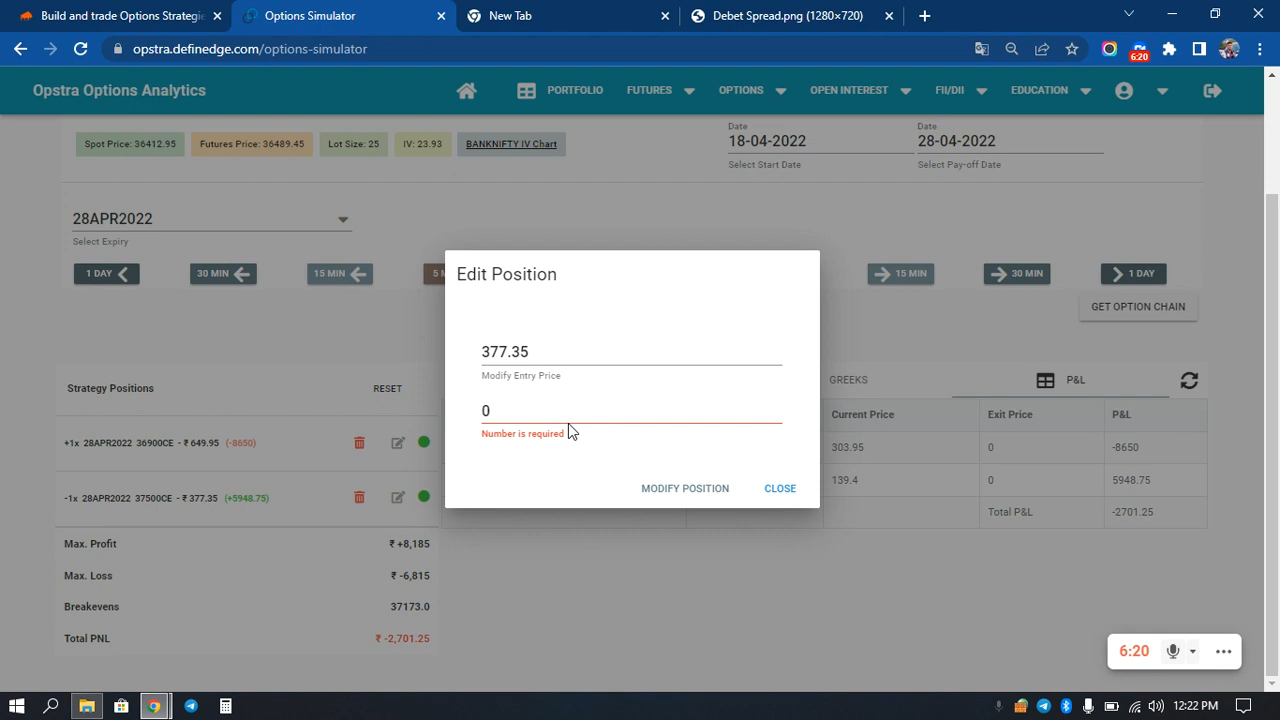 Build and trade Options Strategie
Options Simulator
New Tab
Debet Spread.png (1280×720)
opstra.definedge.com/options-simulator
6:20
Opstra Options Analytics
PORTFOLIO
FUTURES
OPTIONS
OPEN INTEREST
FII/DII
EDUCATION
Spot Price: 36412.95
Futures Price: 36489.45
Lot Size: 25
IV: 23.93
BANKNIFTY IV Chart
Date
18-04-2022
Select Start Date
Date
28-04-2022
Select Pay-off Date
28APR2022
Select Expiry
1 DAY
30 MIN
15 MIN
5 M
15 MIN
30 MIN
1 DAY
GET OPTION CHAIN
Edit Position
377.35
Modify Entry Price
0
Number is required
MODIFY POSITION
CLOSE
Strategy Positions
RESET
+1x 28APR2022 36900CE - ₹ 649.95 (-8650)
-1x 28APR2022 37500CE - ₹ 377.35 (+5948.75)
Max. Profit ₹ +8,185
Max. Loss ₹ -6,815
Breakevens 37173.0
Total PNL ₹ -2,701.25
GREEKS
P&L
Current Price Exit Price P&L
303.95 0 -8650
139.4 0 5948.75
Total P&L -2701.25
6:20
12:22 PM